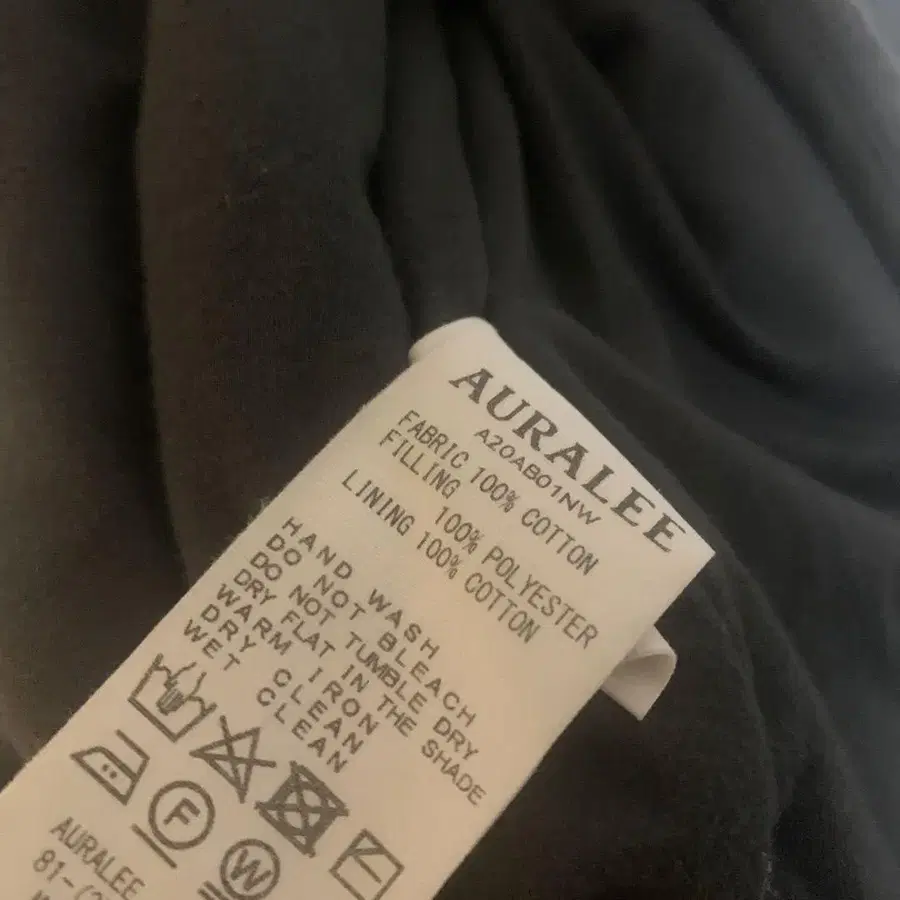 AURALEE
A20AB01NW
FABRIC 100% COTTON
FILLING 100% POLYESTER
LINING 100% COTTON
HAND WASH
DO NOT BLEACH
DO NOT TUMBLE DRY
DRY FLAT IN THE SHADE
WARM IRON
DRY CLEAN
WET CLEAN
F
W
AURALEE
81-(